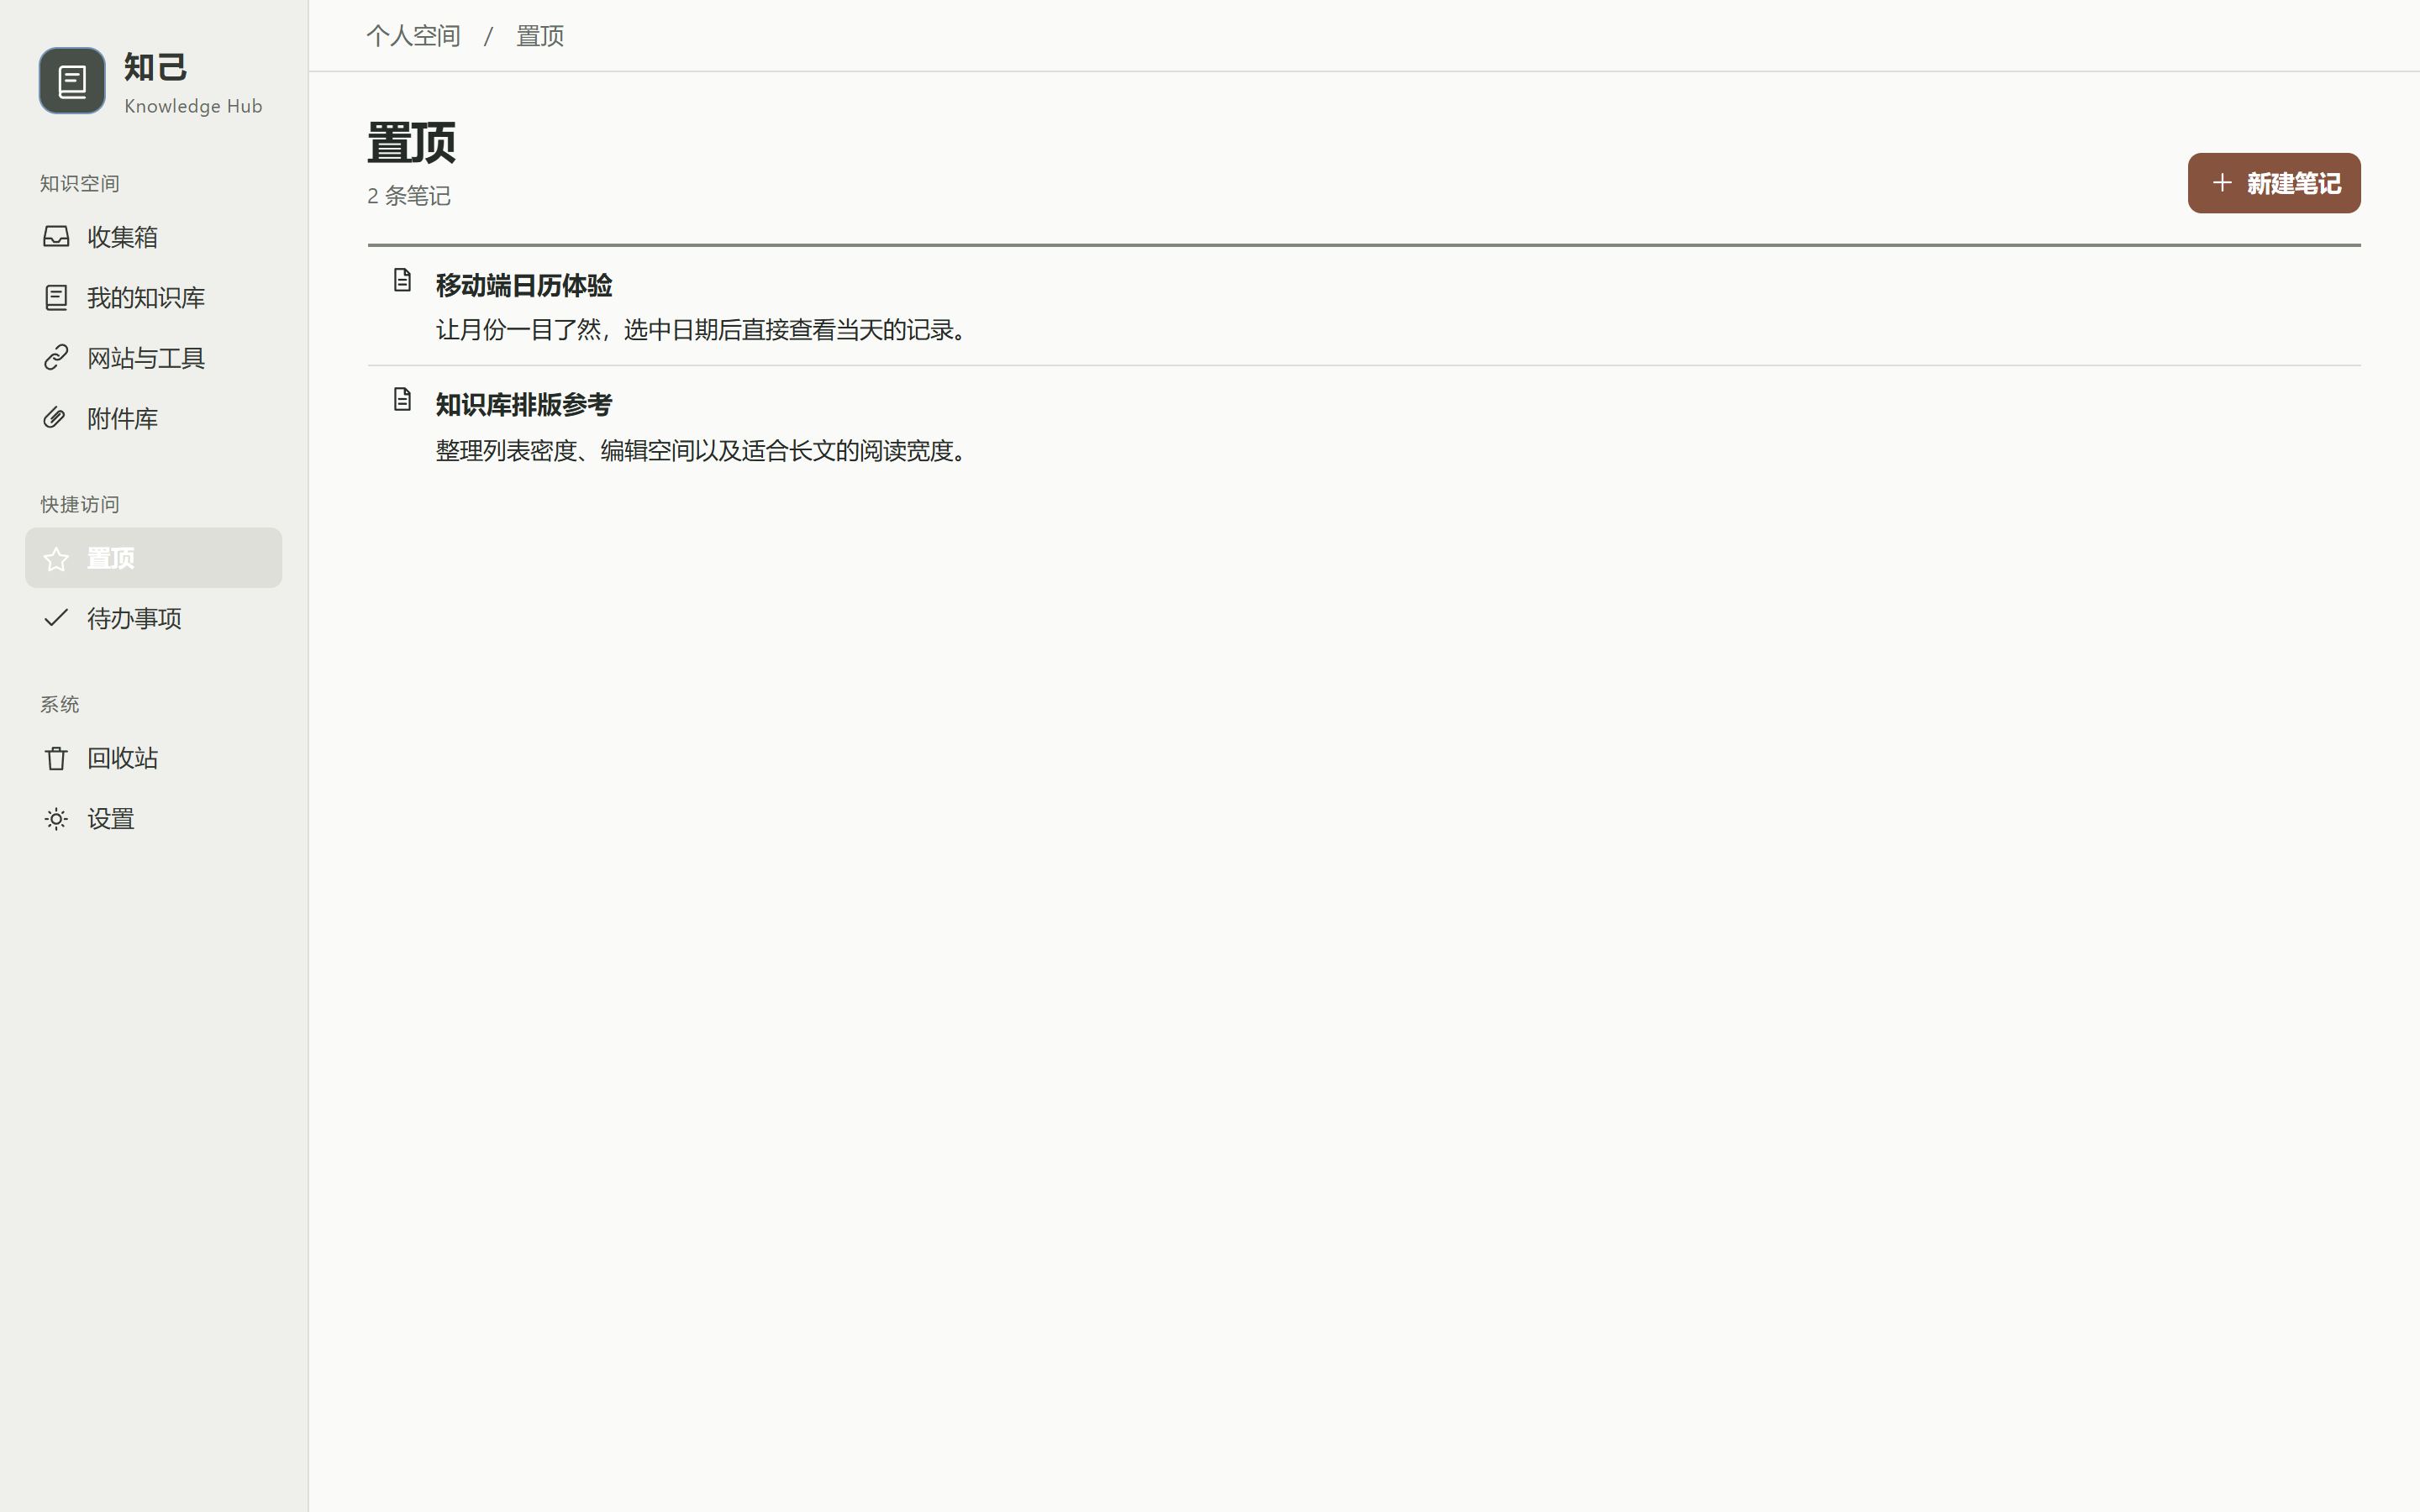 知己
Knowledge Hub
知识空间
收集箱
我的知识库
网站与工具
附件库
快捷访问
置顶
待办事项
系统
回收站
设置
个人空间 / 置顶
置顶
2 条笔记
新建笔记
移动端日历体验
让月份一目了然，选中日期后直接查看当天的记录。
知识库排版参考
整理列表密度、编辑空间以及适合长文的阅读宽度。